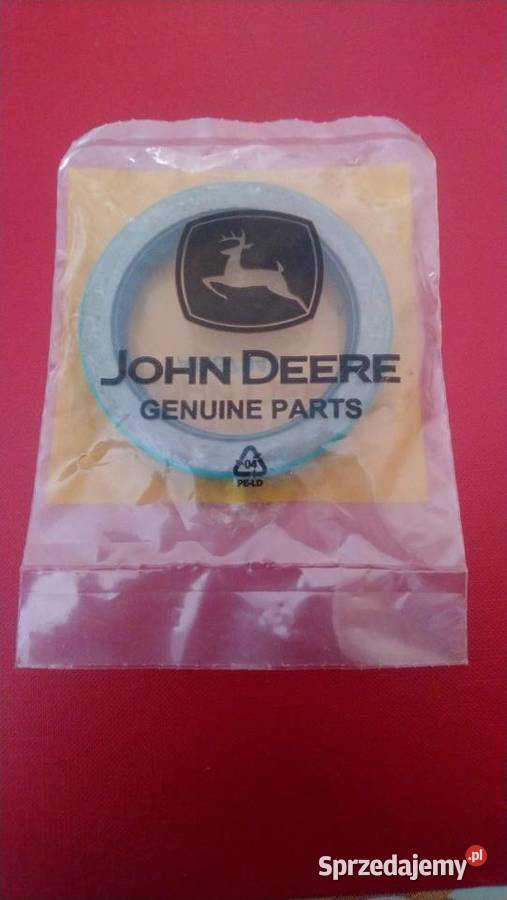 JOHN DEERE
GENUINE PARTS
04
PE-LD
Sprzedajemy.pl